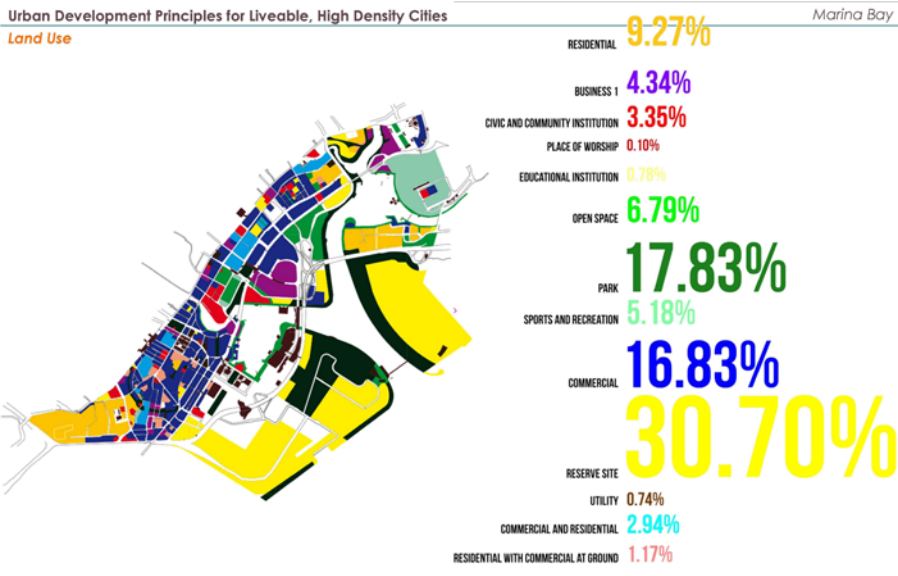 Urban Development Principles for Liveable, High Density Cities
Marina Bay
Land Use
RESIDENTIAL 9.27%
BUSINESS 1 4.34%
CIVIC AND COMMUNITY INSTITUTION 3.35%
PLACE OF WORSHIP 0.10%
EDUCATIONAL INSTITUTION 0.78%
OPEN SPACE 6.79%
PARK 17.83%
SPORTS AND RECREATION 5.18%
COMMERCIAL 16.83%
RESERVE SITE 30.70%
UTILITY 0.74%
COMMERCIAL AND RESIDENTIAL 2.94%
RESIDENTIAL WITH COMMERCIAL AT GROUND 1.17%